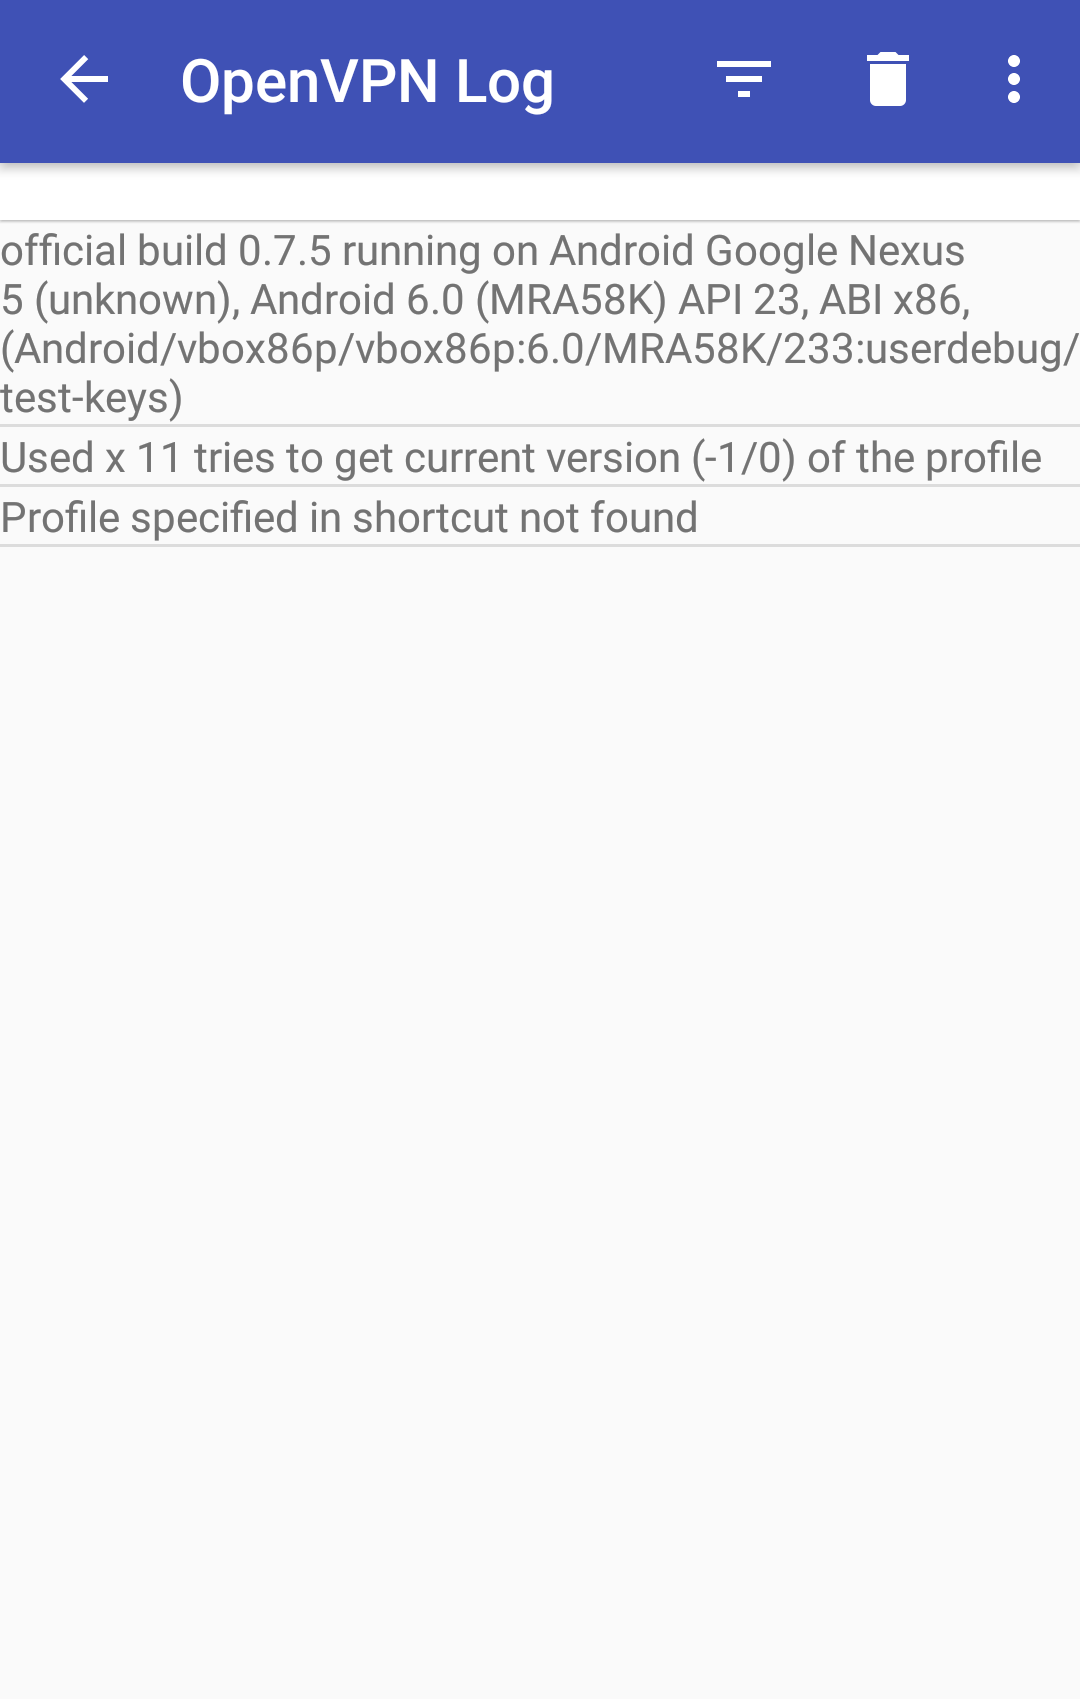 OpenVPN Log
official build 0.7.5 running on Android Google Nexus
5 (unknown), Android 6.0 (MRA58K) API 23, ABI x86,
(Android/vbox86p/vbox86p:6.0/MRA58K/233:userdebug/
test-keys)
Used x 11 tries to get current version (-1/0) of the profile
Profile specified in shortcut not found